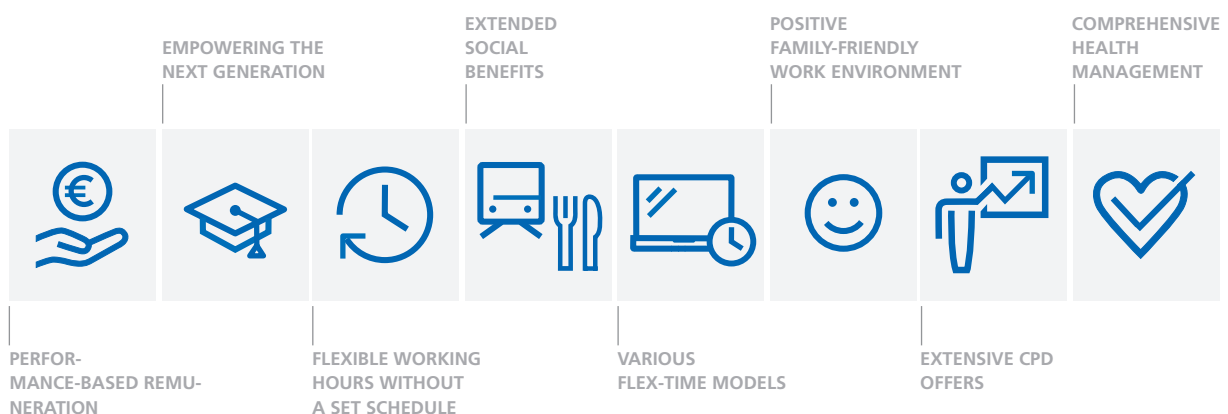 EMPOWERING THE
NEXT GENERATION
EXTENDED
SOCIAL
BENEFITS
POSITIVE
FAMILY-FRIENDLY
WORK ENVIRONMENT
COMPREHENSIVE
HEALTH
MANAGEMENT
€
PERFOR-
MANCE-BASED REMU-
NERATION
FLEXIBLE WORKING
HOURS WITHOUT
A SET SCHEDULE
VARIOUS
FLEX-TIME MODELS
EXTENSIVE CPD
OFFERS